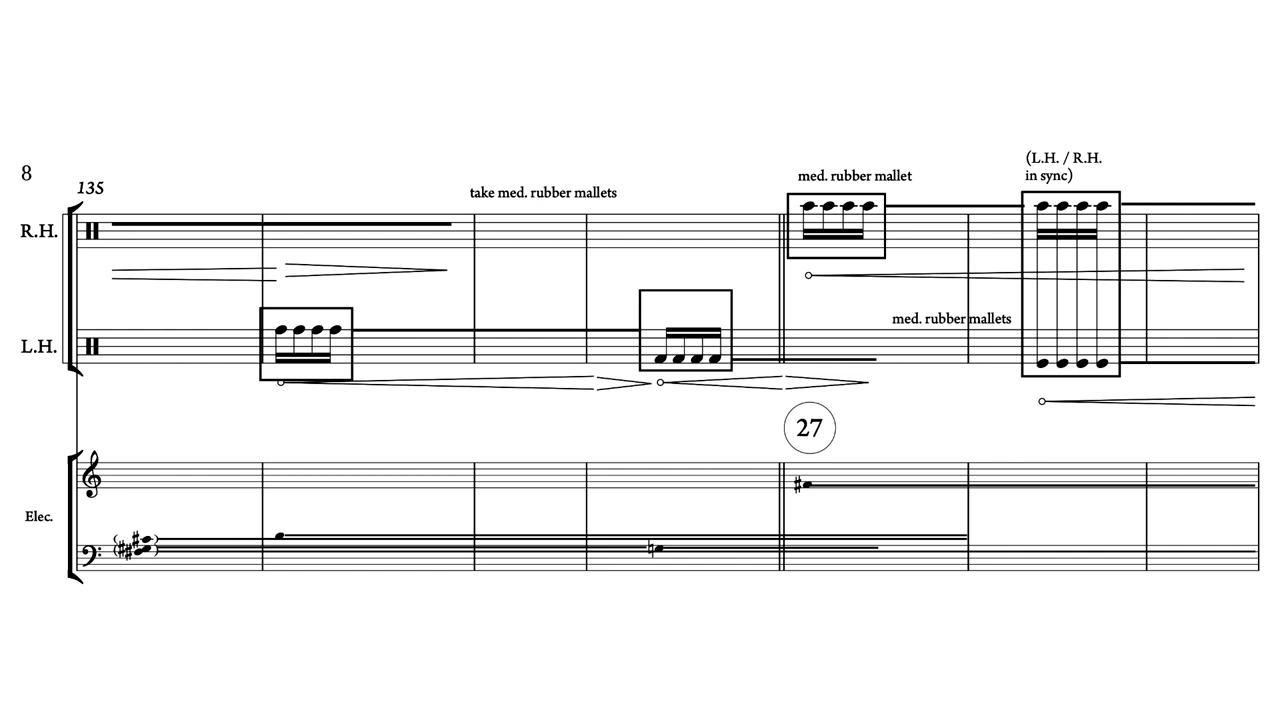 8
135
take med. rubber mallets
med. rubber mallet
(L.H. / R.H.
in sync)
R.H.
med. rubber mallets
L.H.
27
Elec.